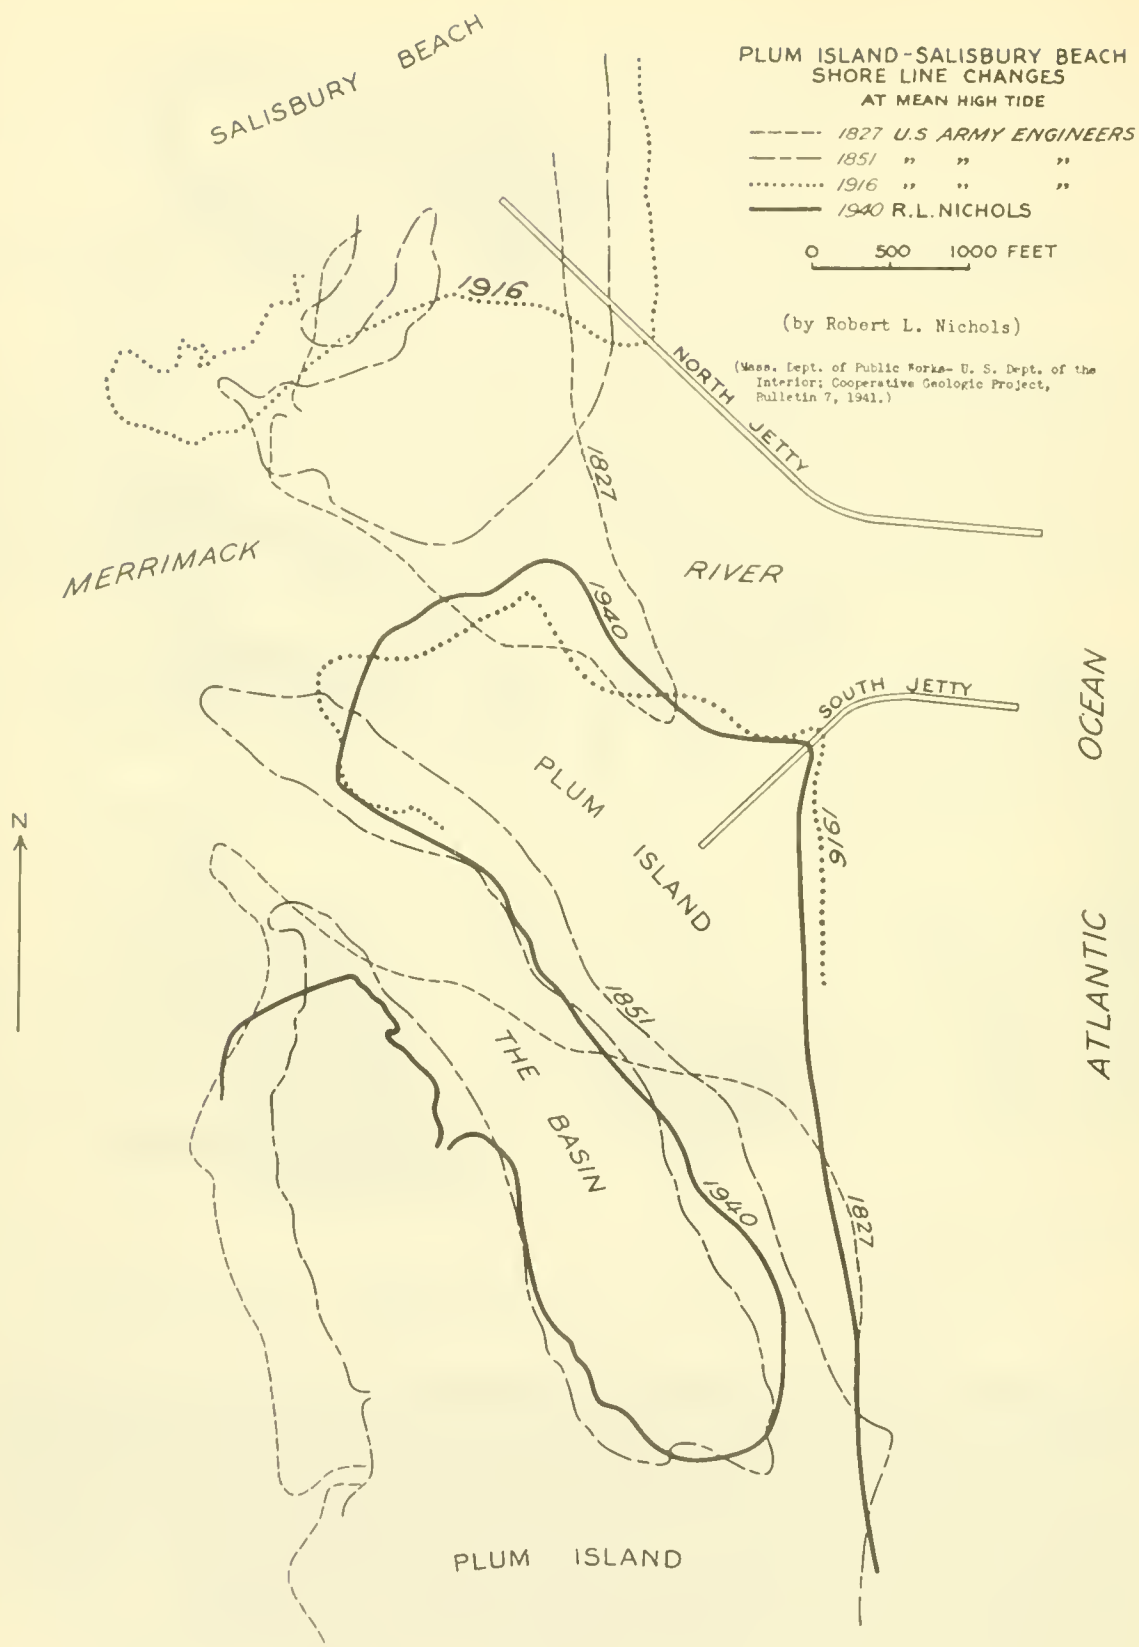 PLUM ISLAND-SALISBURY BEACH
SHORE LINE CHANGES
AT MEAN HIGH TIDE
1827 U.S ARMY ENGINEERS
1851 " " "
1916 " " "
1940 R.L.NICHOLS
0 500 1000 FEET
(by Robert L. Nichols)
(Mass. Dept. of Public Works- U. S. Dept. of the
Interior; Cooperative Geologic Project,
Bulletin 7, 1941.)
SALISBURY BEACH
1916
NORTH JETTY
1827
MERRIMACK RIVER
1940
SOUTH JETTY
ATLANTIC OCEAN
PLUM
ISLAND
1916
N
1851
THE
BASIN
1940
1827
PLUM ISLAND